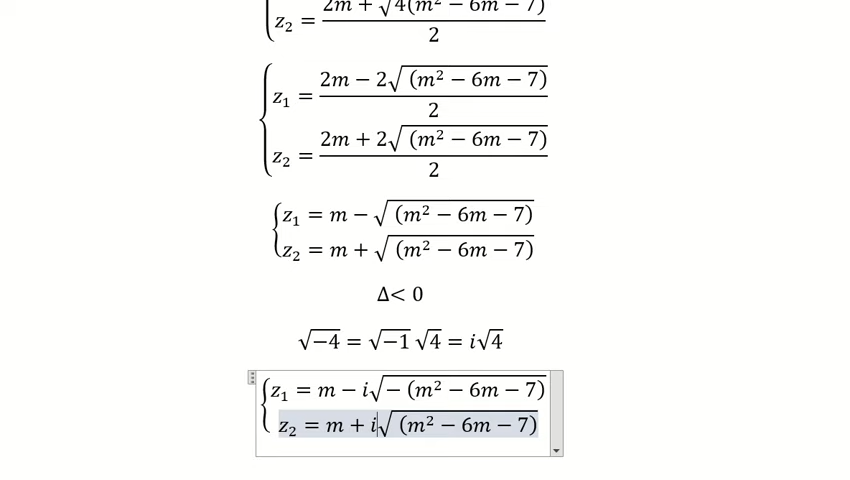 z₂ = (2m + √(4(m² − 6m − 7)))/2
z₁ = (2m − 2√((m² − 6m − 7)))/2
z₂ = (2m + 2√((m² − 6m − 7)))/2
z₁ = m − √((m² − 6m − 7))
z₂ = m + √((m² − 6m − 7))
Δ< 0
√−4 = √−1 √4 = i√4
z₁ = m − i√(− (m² − 6m − 7))
z₂ = m + i√((m² − 6m − 7))